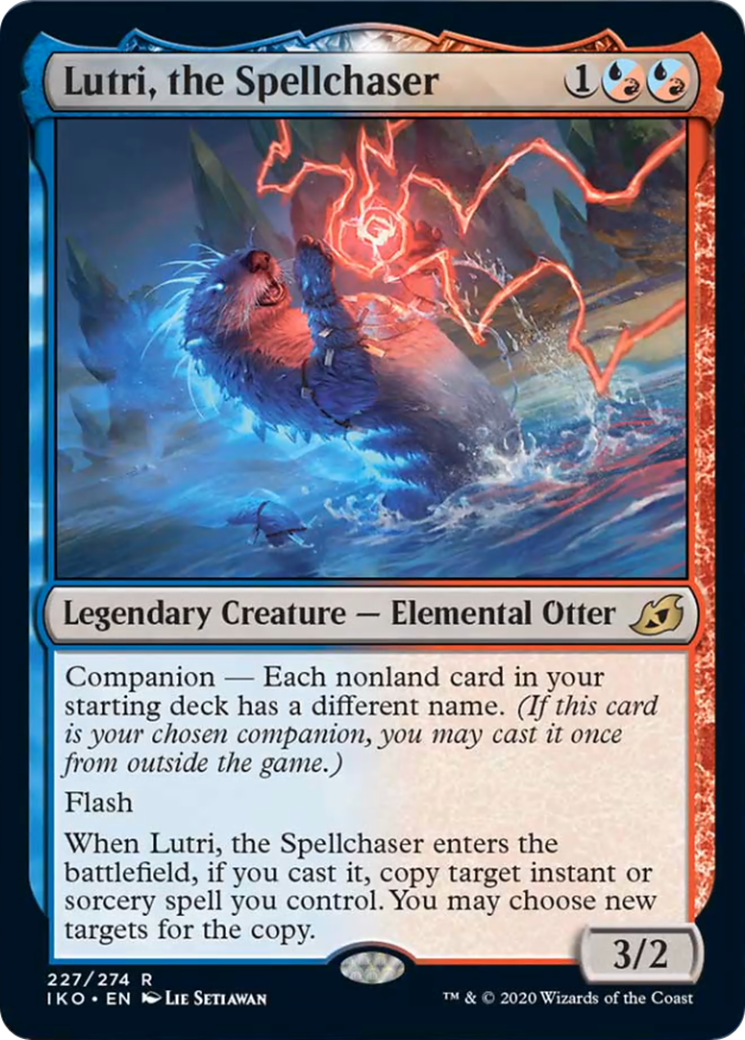 Lutri, the Spellchaser 1
Legendary Creature — Elemental Otter
Companion — Each nonland card in your
starting deck has a different name. (If this card
is your chosen companion, you may cast it once
from outside the game.)
Flash
When Lutri, the Spellchaser enters the
battlefield, if you cast it, copy target instant or
sorcery spell you control. You may choose new
targets for the copy.
3/2
227/274 R
IKO • EN Lie Setiawan
™ & © 2020 Wizards of the Coast